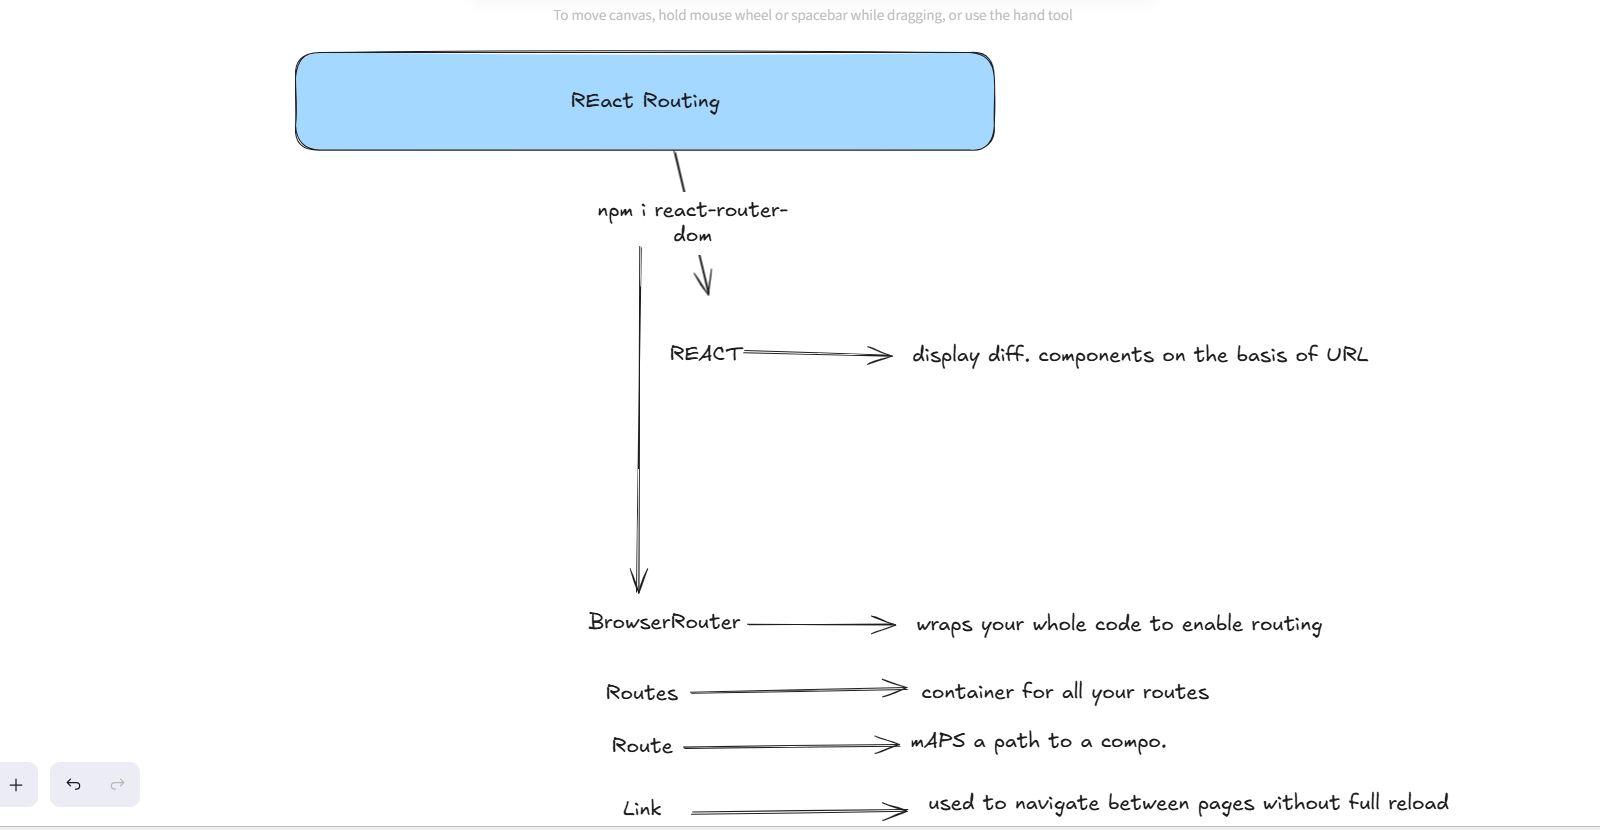 To move canvas, hold mouse wheel or spacebar while dragging, or use the hand tool
REact Routing
npm i react-router-
dom
REACT
display diff. components on the basis of URL
BrowserRouter
wraps your whole code to enable routing
Routes
container for all your routes
Route
mAPS a path to a compo.
Link
used to navigate between pages without full reload